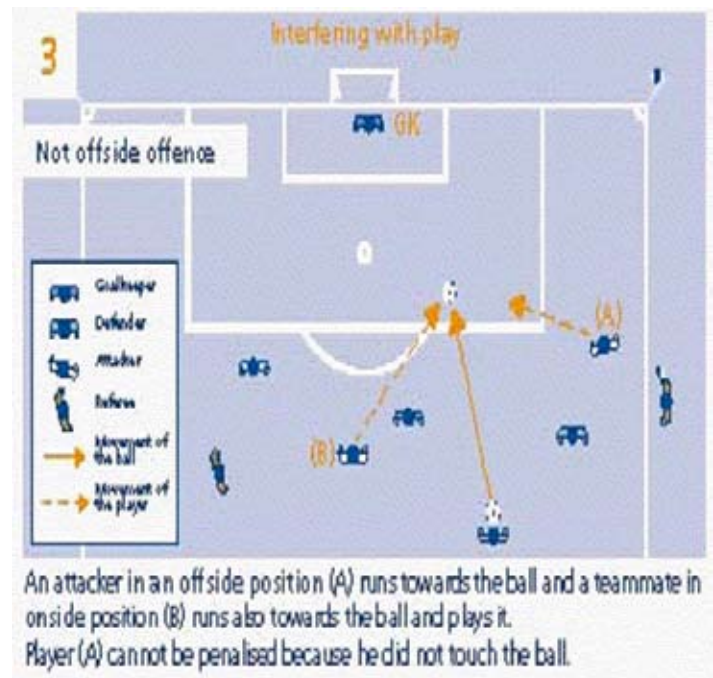 3
Interfering with play
GK
Not offside offence
Goalkeeper
Defender
Attacker
Referee
Movement of
the ball
Movement of
the player
(A)
(B)
An attacker in an offside position (A) runs towards the ball and a teammate in
onside position (B) runs also towards the ball and plays it.
Player (A) cannot be penalised because he did not touch the ball.